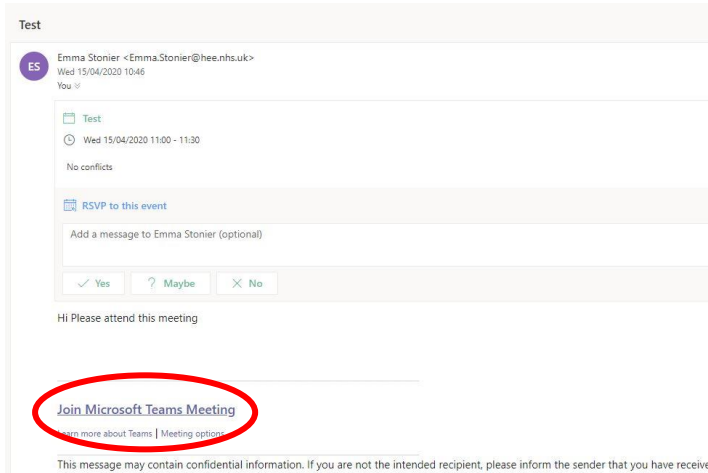 Test
ES
Emma Stonier <Emma.Stonier@hee.nhs.uk>
Wed 15/04/2020 10:46
You
Test
Wed 15/04/2020 11:00 - 11:30
No conflicts
RSVP to this event
Add a message to Emma Stonier (optional)
Yes ? Maybe No
Hi Please attend this meeting
Join Microsoft Teams Meeting
Learn more about Teams | Meeting options
This message may contain confidential information. If you are not the intended recipient, please inform the sender that you have receive